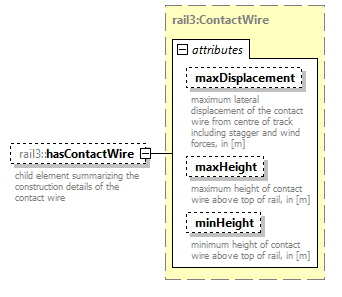 rail3:ContactWire
attributes
maxDisplacement
maximum lateral
displacement of the contact
wire from centre of track
including stagger and wind
forces, in [m]
rail3::hasContactWire
child element summarizing the
construction details of the
contact wire
maxHeight
maximum height of contact
wire above top of rail, in [m]
minHeight
minimum height of contact
wire above top of rail, in [m]